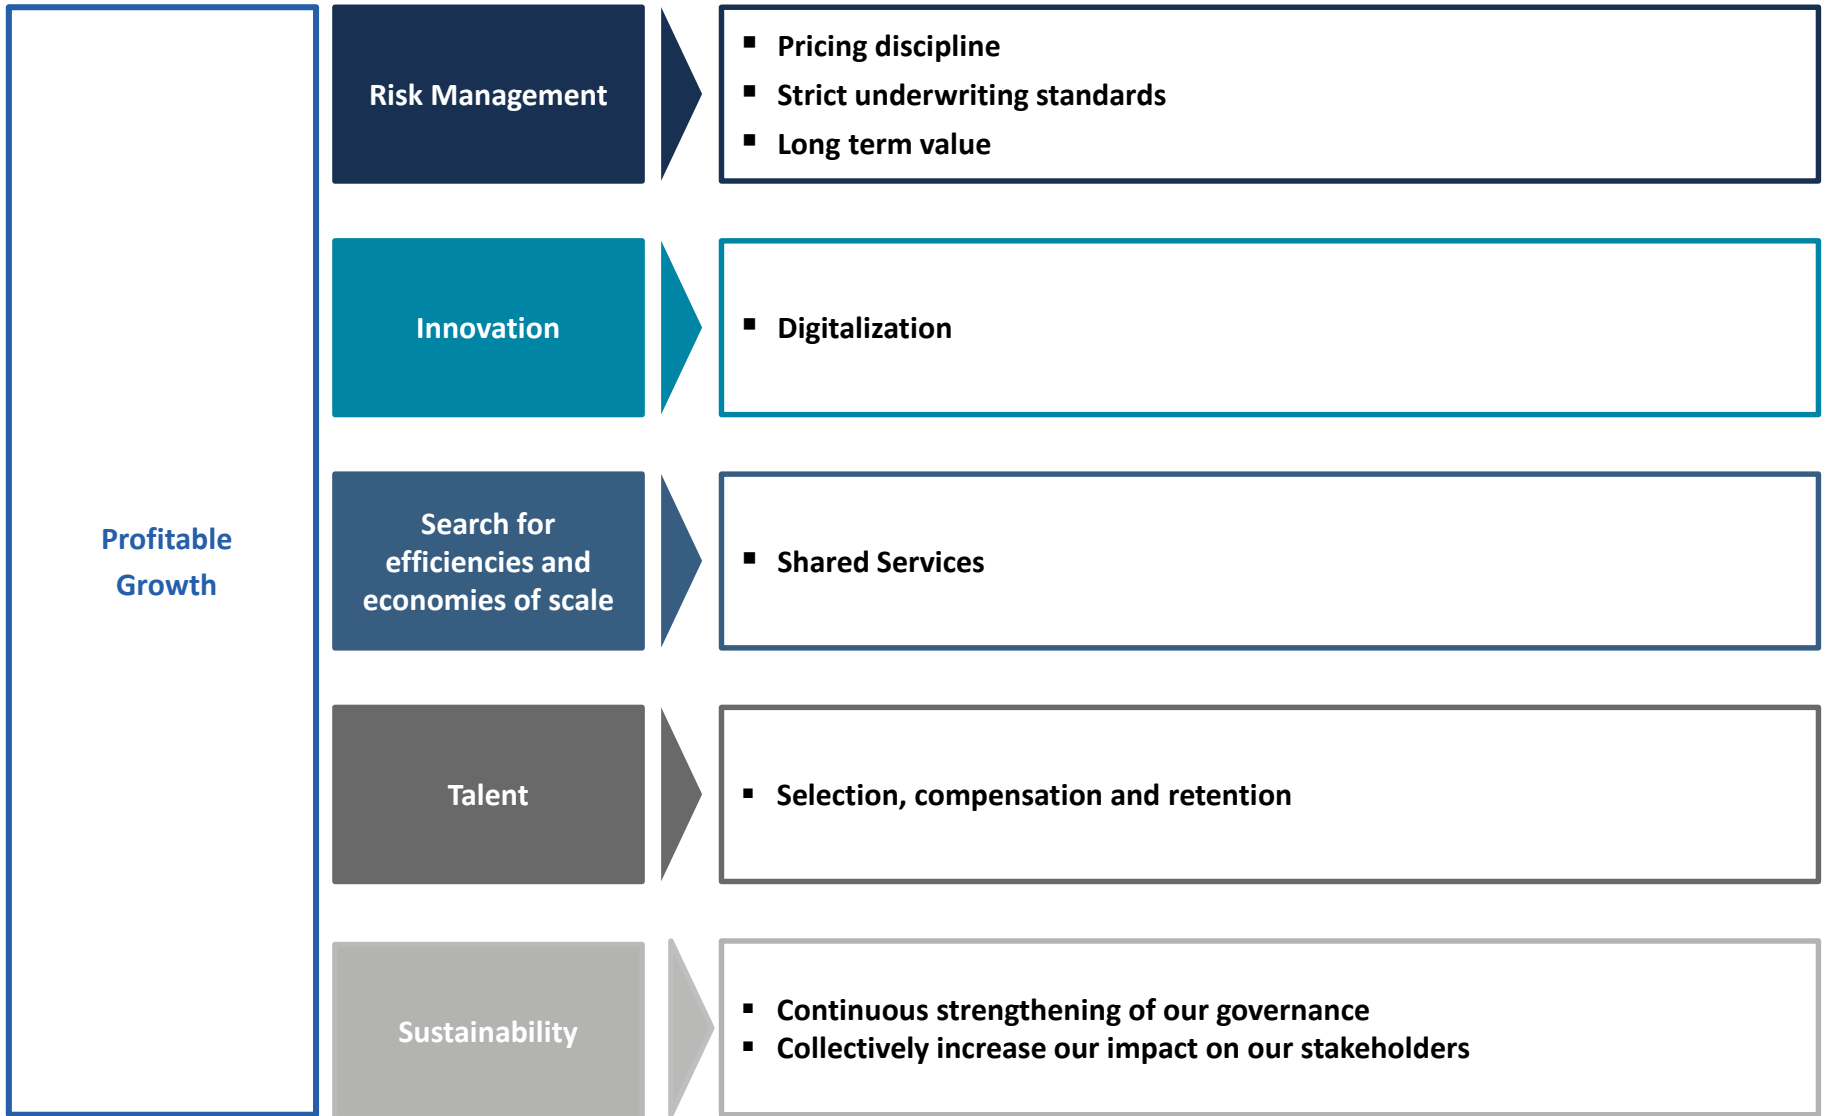 Profitable
Growth
Risk Management
▪ Pricing discipline
▪ Strict underwriting standards
▪ Long term value
Innovation
▪ Digitalization
Search for
efficiencies and
economies of scale
▪ Shared Services
Talent
▪ Selection, compensation and retention
Sustainability
▪ Continuous strengthening of our governance
▪ Collectively increase our impact on our stakeholders